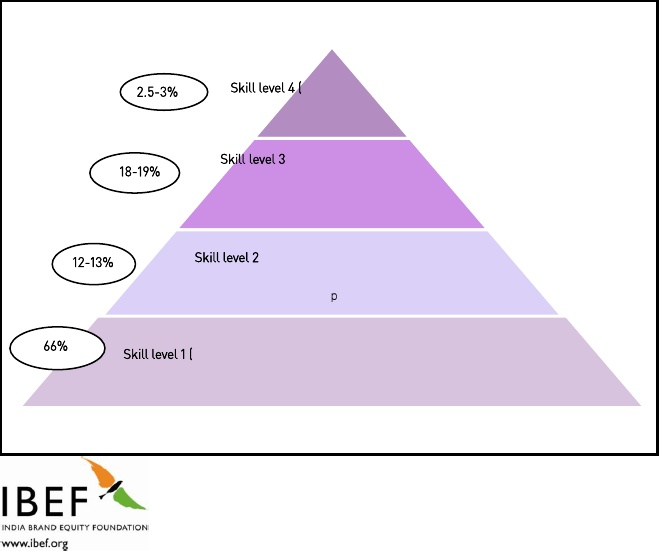 2.5-3%
Skill level 4 (
18-19%
Skill level 3
12-13%
Skill level 2
p
66%
Skill level 1 (
IBEF
INDIA BRAND EQUITY FOUNDATION
www.ibef.org